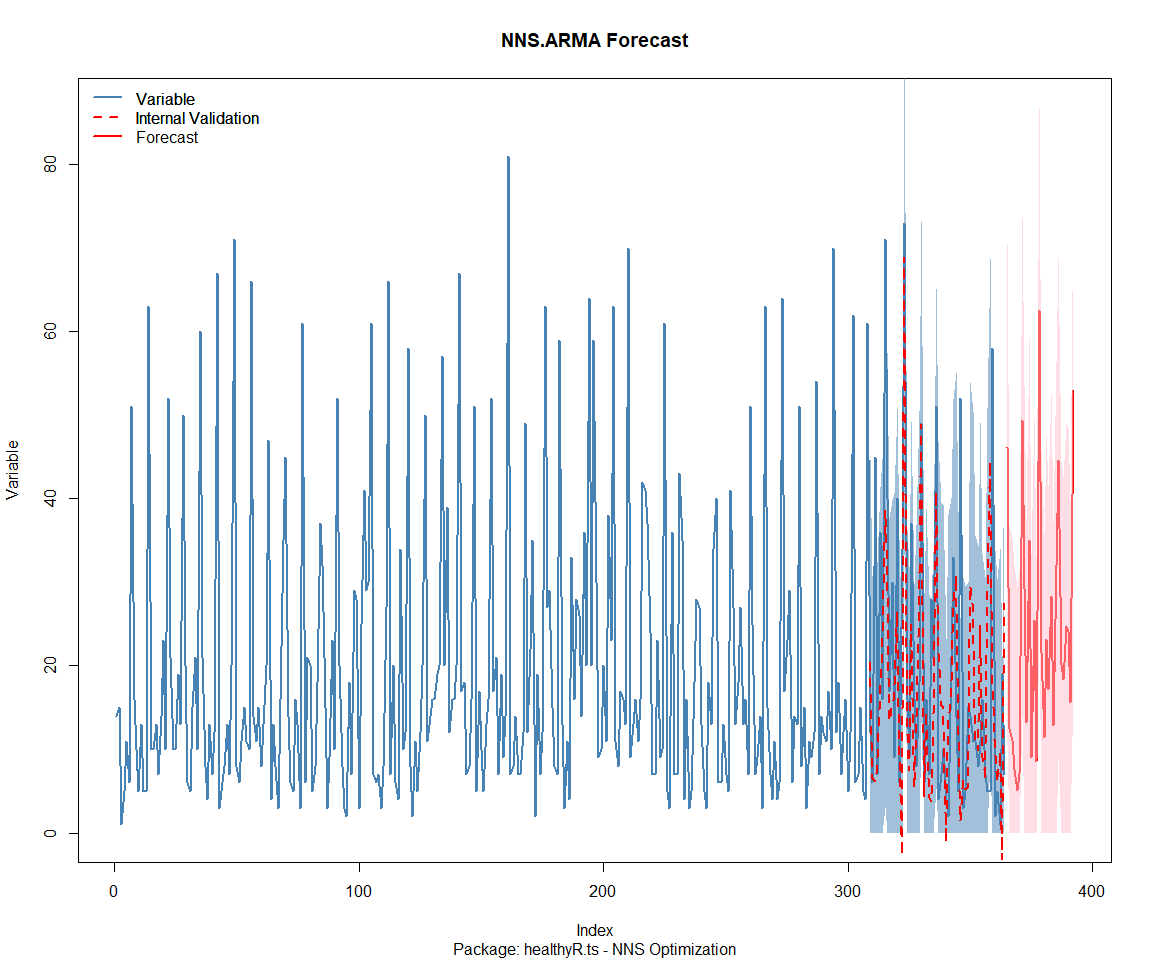 NNS.ARMA Forecast
Variable
Internal Validation
Forecast
80
60
40
20
0
Variable
0
100
200
300
400
Index
Package: healthyR.ts - NNS Optimization